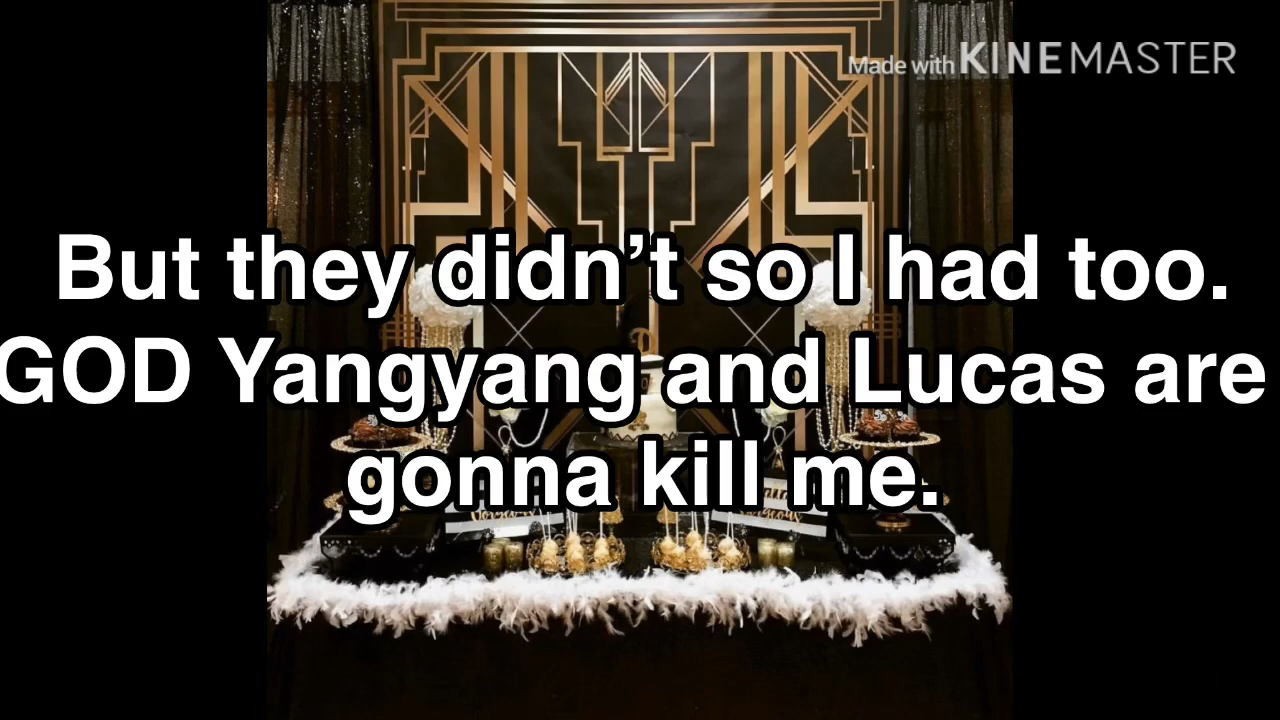 Made with KINEMASTER
But they didn’t so I had too.
GOD Yangyang and Lucas are
gonna kill me.